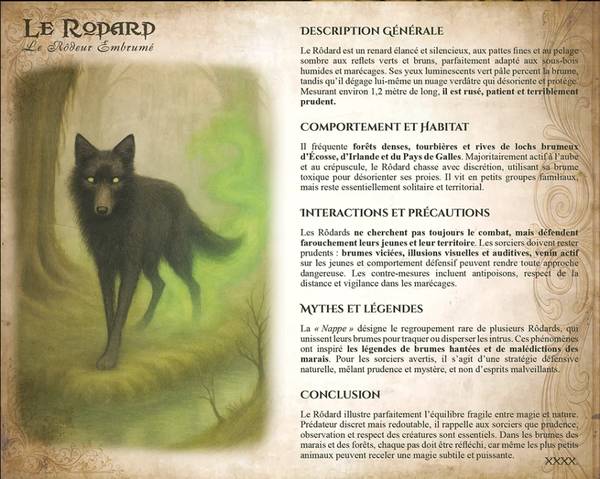 Le Rodard
Le Rôdeur Embrumé
Description Générale
Le Rôdard est un renard élancé et silencieux, aux pattes fines et au pelage
sombre aux reflets verts et bruns, parfaitement adapté aux sous-bois
humides et marécages. Ses yeux luminescents vert pâle percent la brume,
tandis qu'il dégage lui-même un nuage verdâtre qui désoriente et protège.
Mesurant environ 1,2 mètre de long, il est rusé, patient et terriblement
prudent.
Comportement et Habitat
Il fréquente forêts denses, tourbières et rives de lochs brumeux
d'Écosse, d'Irlande et du Pays de Galles. Majoritairement actif à l'aube
et au crépuscule, le Rôdard chasse avec discrétion, utilisant sa brume
toxique pour désorienter ses proies. Il vit en petits groupes familiaux,
mais reste essentiellement solitaire et territorial.
Interactions et précautions
Les Rôdards ne cherchent pas toujours le combat, mais défendent
farouchement leurs jeunes et leur territoire. Les sorciers doivent rester
prudents : brumes viciées, illusions visuelles et auditives, venin actif
sur les jeunes et comportement défensif peuvent rendre toute approche
dangereuse. Les contre-mesures incluent antipoisons, respect de la
distance et vigilance dans les marécages.
Mythes et légendes
La « Nappe » désigne le regroupement rare de plusieurs Rôdards, qui
unissent leurs brumes pour traquer ou disperser les intrus. Ces phénomènes
ont inspiré les légendes de brumes hantées et de malédictions des
marais. Pour les sorciers avertis, il s'agit d'une stratégie défensive
naturelle, mêlant prudence et mystère, et non d'esprits malveillants.
Conclusion
Le Rôdard illustre parfaitement l'équilibre fragile entre magie et nature.
Prédateur discret mais redoutable, il rappelle aux sorciers que prudence,
observation et respect des créatures sont essentiels. Dans les brumes des
marais et des forêts, chaque pas doit être réfléchi, car même les plus petits
animaux peuvent receler une magie subtile et puissante.
XXXX